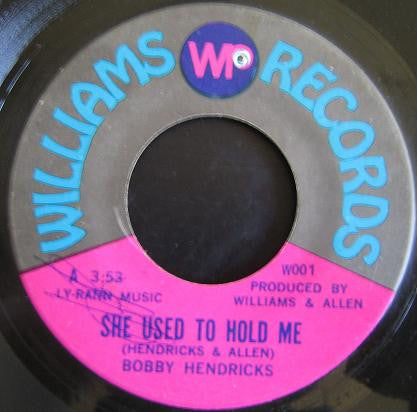 WILLIAMS WR RECORDS
A 3:53
LY-RANN MUSIC
W001
PRODUCED BY
WILLIAMS & ALLEN
SHE USED TO HOLD ME
(HENDRICKS & ALLEN)
BOBBY HENDRICKS